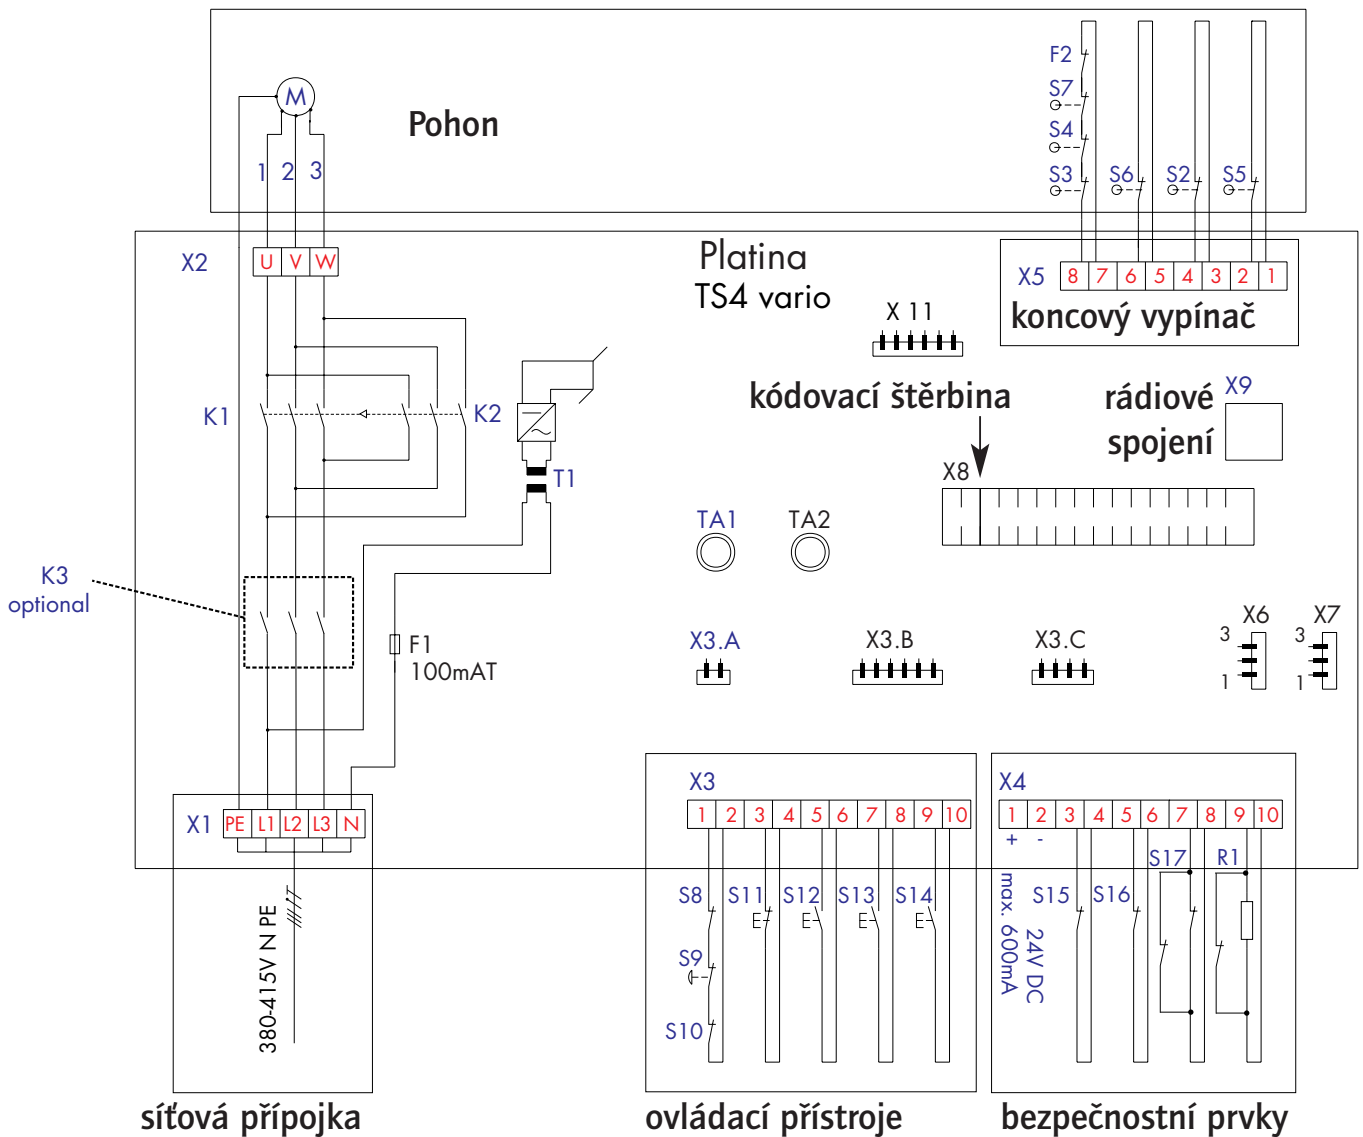 M
Pohon
1 2 3
F2
S7
S4
S3 S6 S2 S5
X2 U V W
Platina
TS4 vario
X5 8 7 6 5 4 3 2 1
koncový vypínač
X 11
kódovací štěrbina
rádiové
spojení
X9
K1 K2
T1
X8
TA1 TA2
K3
optional
F1
100mAT
X3.A X3.B X3.C
X6 X7
3 3
1 1
X1 PE L1 L2 L3 N
380-415V N PE
síťová přípojka
X3
1 2 3 4 5 6 7 8 9 10
S8 S11 S12 S13 S14
S9
S10
ovládací přístroje
X4
1 2 3 4 5 6 7 8 9 10
+ -
S17 R1
S15 S16
24V DC
max. 600mA
bezpečnostní prvky